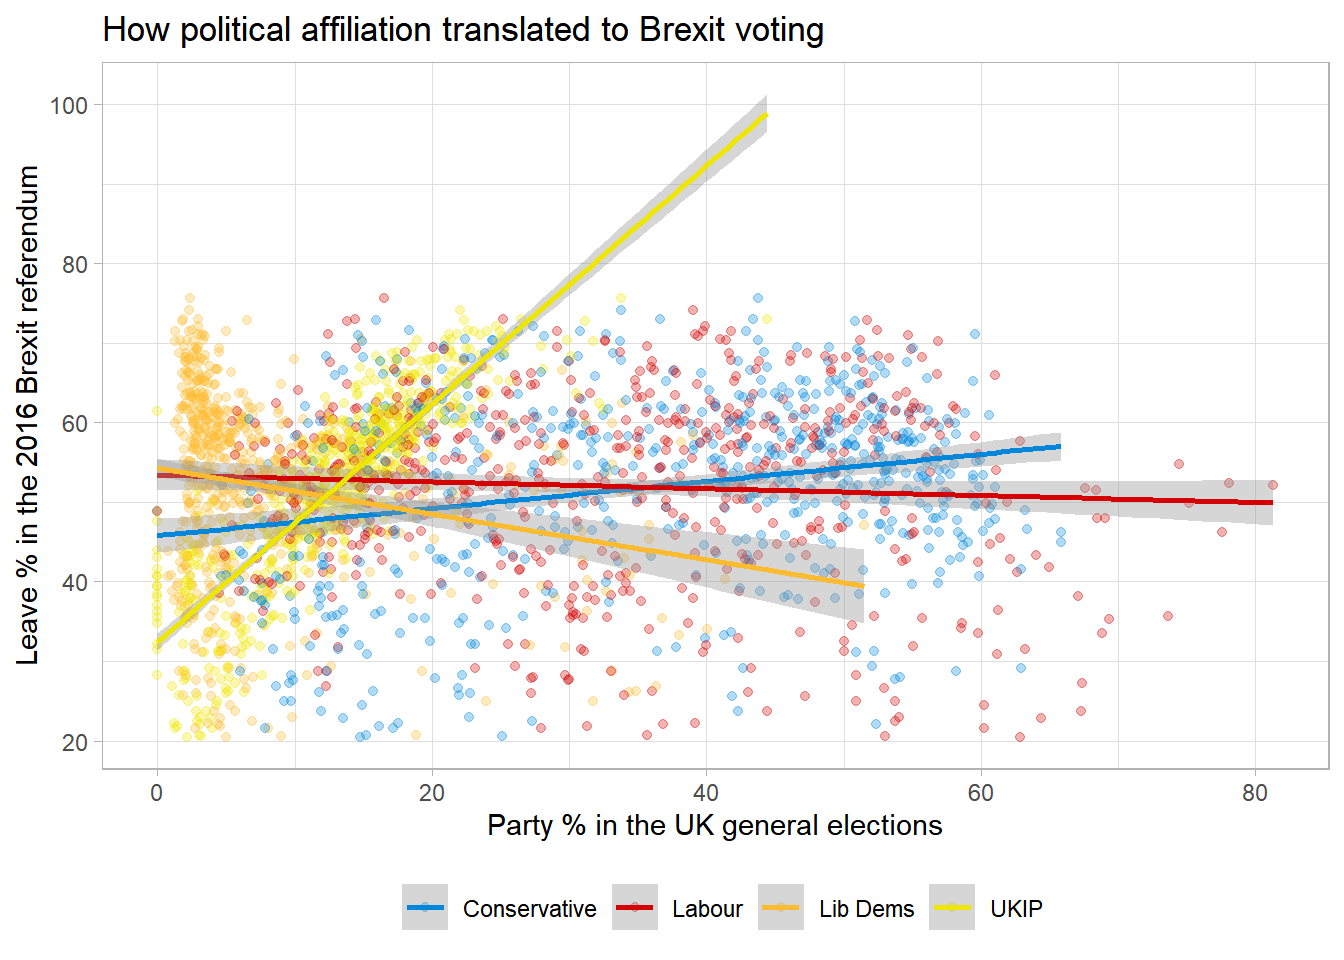 How political affiliation translated to Brexit voting
Leave % in the 2016 Brexit referendum
100
80
60
40
20
0 20 40 60 80
Party % in the UK general elections
Conservative Labour Lib Dems UKIP